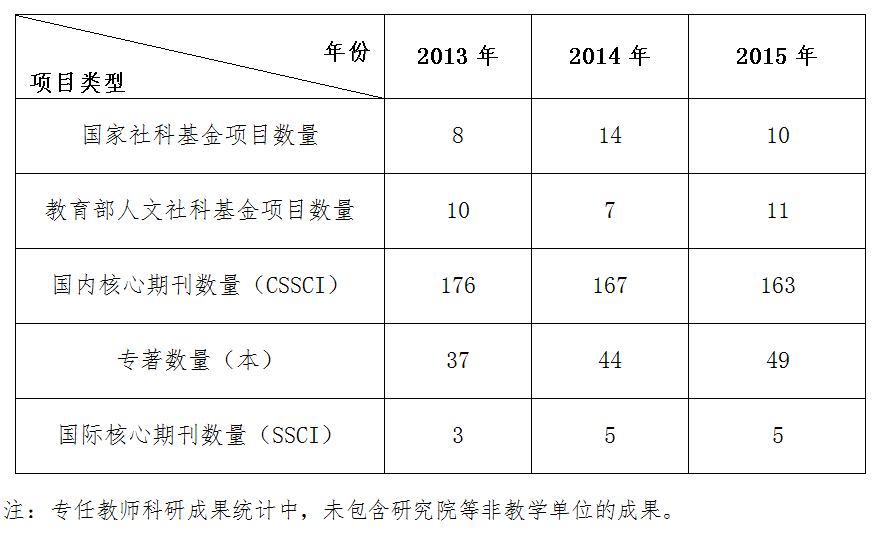 年份
项目类型
2013 年 2014 年 2015 年
国家社科基金项目数量 8 14 10
教育部人文社科基金项目数量 10 7 11
国内核心期刊数量（CSSCI） 176 167 163
专著数量（本） 37 44 49
国际核心期刊数量（SSCI） 3 5 5
注：专任教师科研成果统计中，未包含研究院等非教学单位的成果。